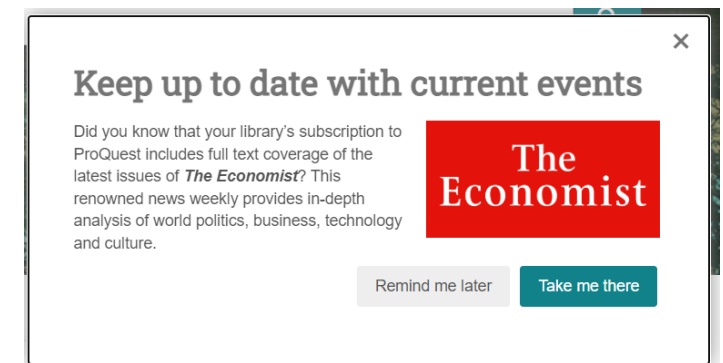 Keep up to date with current events
Did you know that your library's subscription to
ProQuest includes full text coverage of the
latest issues of The Economist? This
renowned news weekly provides in-depth
analysis of world politics, business, technology
and culture.
The
Economist
Remind me later
Take me there